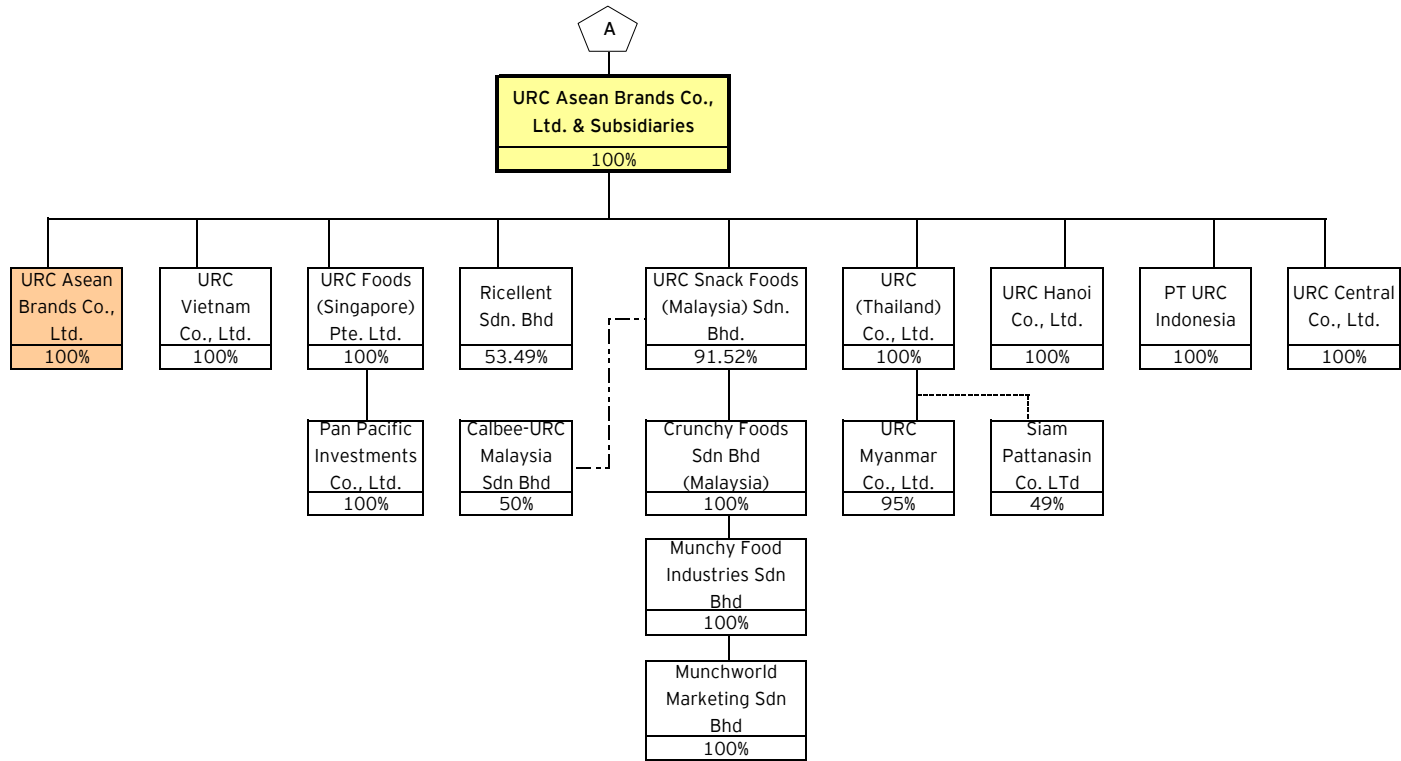 A
URC Asean Brands Co.,
Ltd. & Subsidiaries
100%
URC Asean
Brands Co.,
Ltd.
100%
URC
Vietnam
Co., Ltd.
100%
URC Foods
(Singapore)
Pte. Ltd.
100%
Ricellent
Sdn. Bhd
53.49%
URC Snack Foods
(Malaysia) Sdn.
Bhd.
91.52%
URC
(Thailand)
Co., Ltd.
100%
URC Hanoi
Co., Ltd.
100%
PT URC
Indonesia
100%
URC Central
Co., Ltd.
100%
Pan Pacific
Investments
Co., Ltd.
100%
Calbee-URC
Malaysia
Sdn Bhd
50%
Crunchy Foods
Sdn Bhd
(Malaysia)
100%
URC
Myanmar
Co., Ltd.
95%
Siam
Pattanasin
Co. LTd
49%
Munchy Food
Industries Sdn
Bhd
100%
Munchworld
Marketing Sdn
Bhd
100%